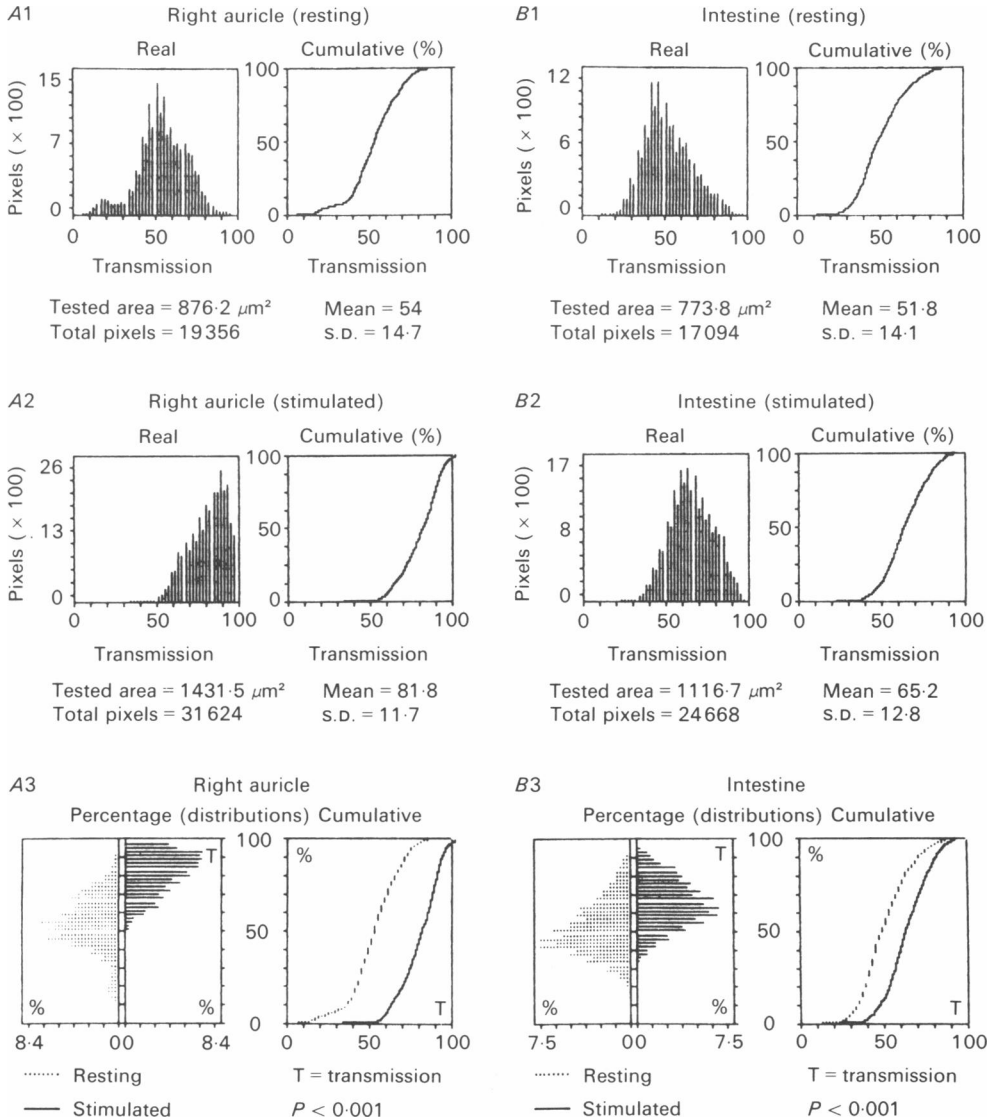 A1 Right auricle (resting)
Real Cumulative (%)
Pixels (× 100)
15
7
0
100
50
0
0 50 100
0 50 100
Transmission
Tested area = 876·2 µm² Mean = 54
Total pixels = 19356 S.D. = 14·7
B1 Intestine (resting)
Real Cumulative (%)
Pixels (× 100)
12
6
0
100
50
0
0 50 100
0 50 100
Transmission
Tested area = 773·8 µm² Mean = 51·8
Total pixels = 17094 S.D. = 14·1
A2 Right auricle (stimulated)
Real Cumulative (%)
Pixels (× 100)
26
13
0
100
50
0
0 50 100
0 50 100
Transmission
Tested area = 1431·5 µm² Mean = 81·8
Total pixels = 31624 S.D. = 11·7
B2 Intestine (stimulated)
Real Cumulative (%)
Pixels (× 100)
17
8
0
100
50
0
0 50 100
0 50 100
Transmission
Tested area = 1116·7 µm² Mean = 65·2
Total pixels = 24668 S.D. = 12·8
A3 Right auricle
Percentage (distributions) Cumulative
T
% %
8·4 00 8·4
100
50
0
%
T
0 50 100
Resting T = transmission
Stimulated P < 0·001
B3 Intestine
Percentage (distributions) Cumulative
T
% %
7·5 00 7·5
100
50
0
%
T
0 50 100
Resting T = transmission
Stimulated P < 0·001